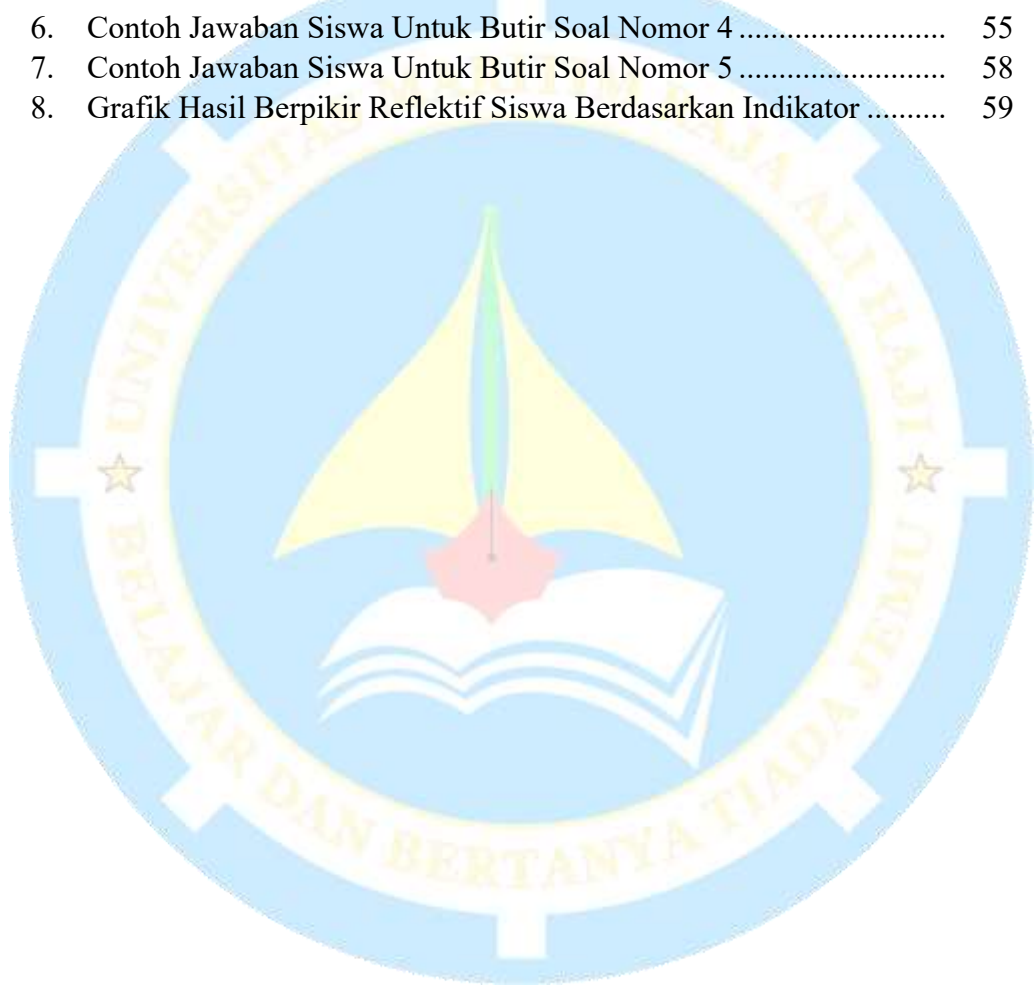 6. Contoh Jawaban Siswa Untuk Butir Soal Nomor 4 ........................ 55
7. Contoh Jawaban Siswa Untuk Butir Soal Nomor 5 ........................ 58
8. Grafik Hasil Berpikir Reflektif Siswa Berdasarkan Indikator .......... 59
UNIVERSITAS MARITIM RAJA ALI HAJI
BELAJAR DAN BERTANYA TIADA JEMU